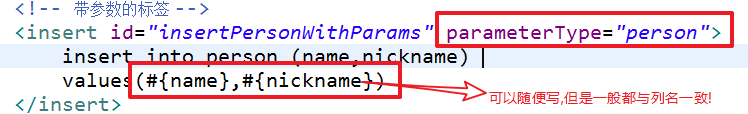 <!-- 带参数的标签 -->
<insert id="insertPersonWithParams" parameterType="person">
insert into person (name,nickname)
values(#{name},#{nickname})
可以随便写,但是一般都与列名一致!
</insert>